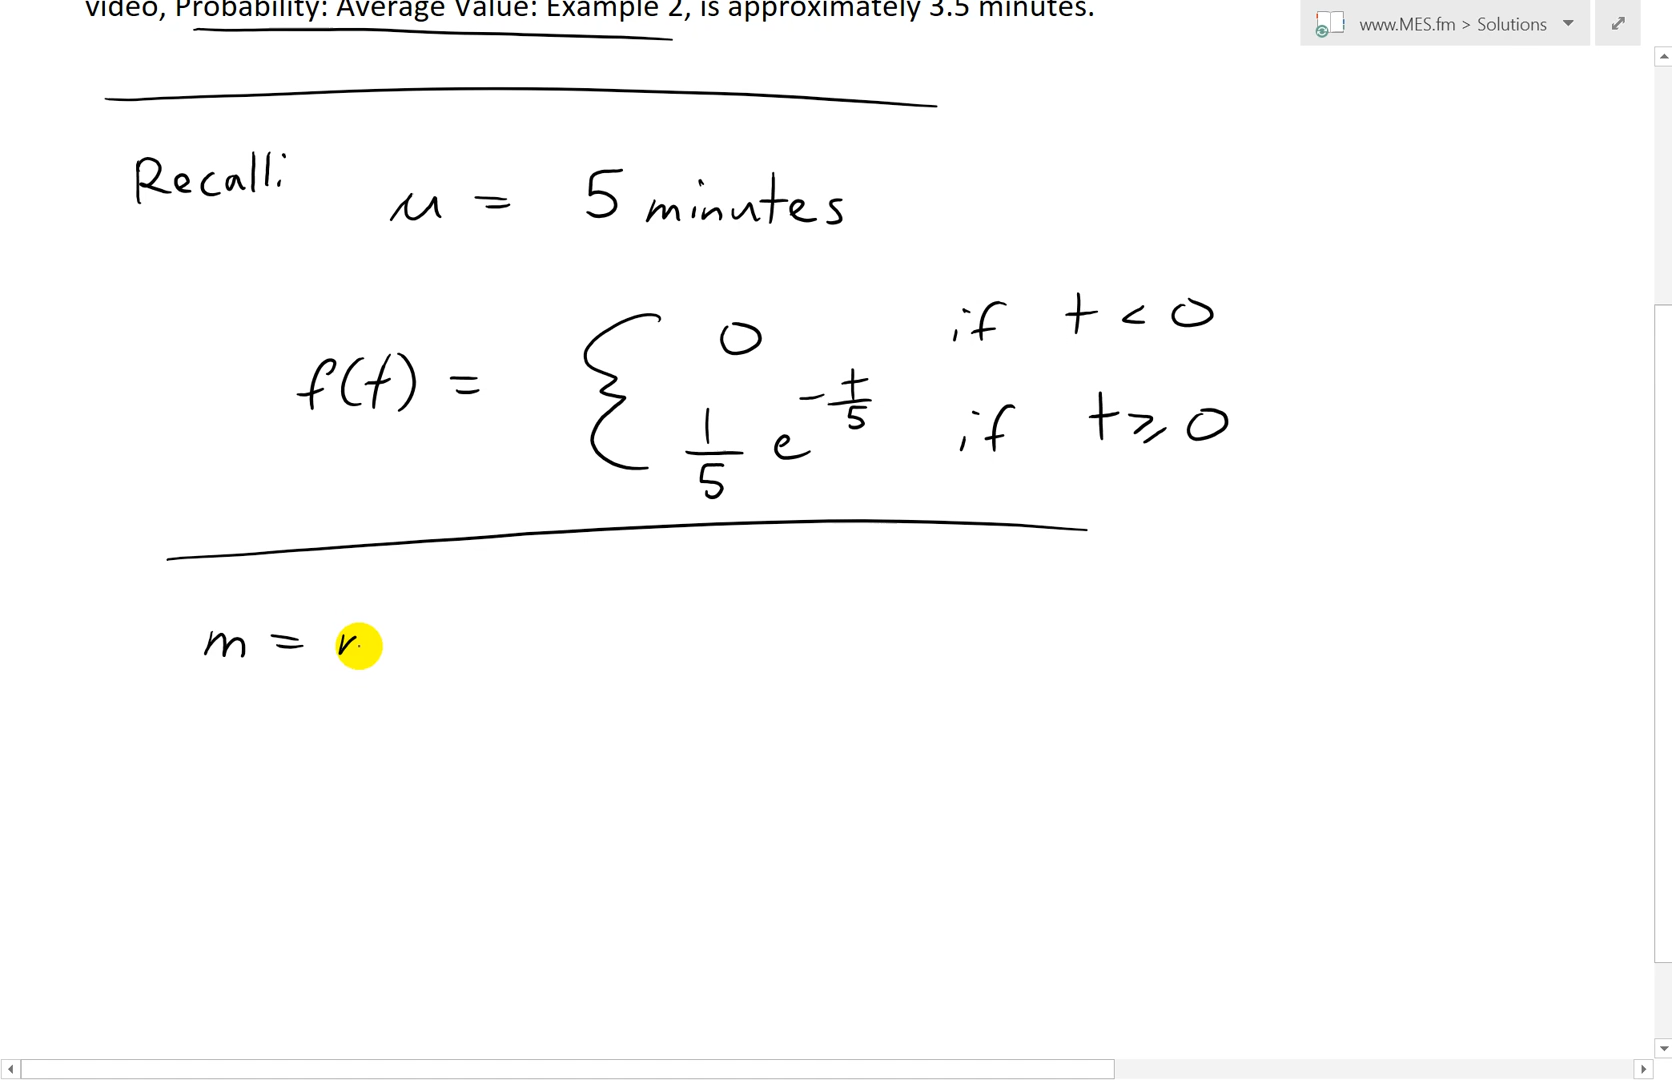 video, Probability: Average Value: Example 2, is approximately 3.5 minutes.
www.MES.fm > Solutions
Recall:
μ = 5 minutes
f(t) = { 0 if t < 0
1/5 e^(-t/5) if t ≥ 0
m =